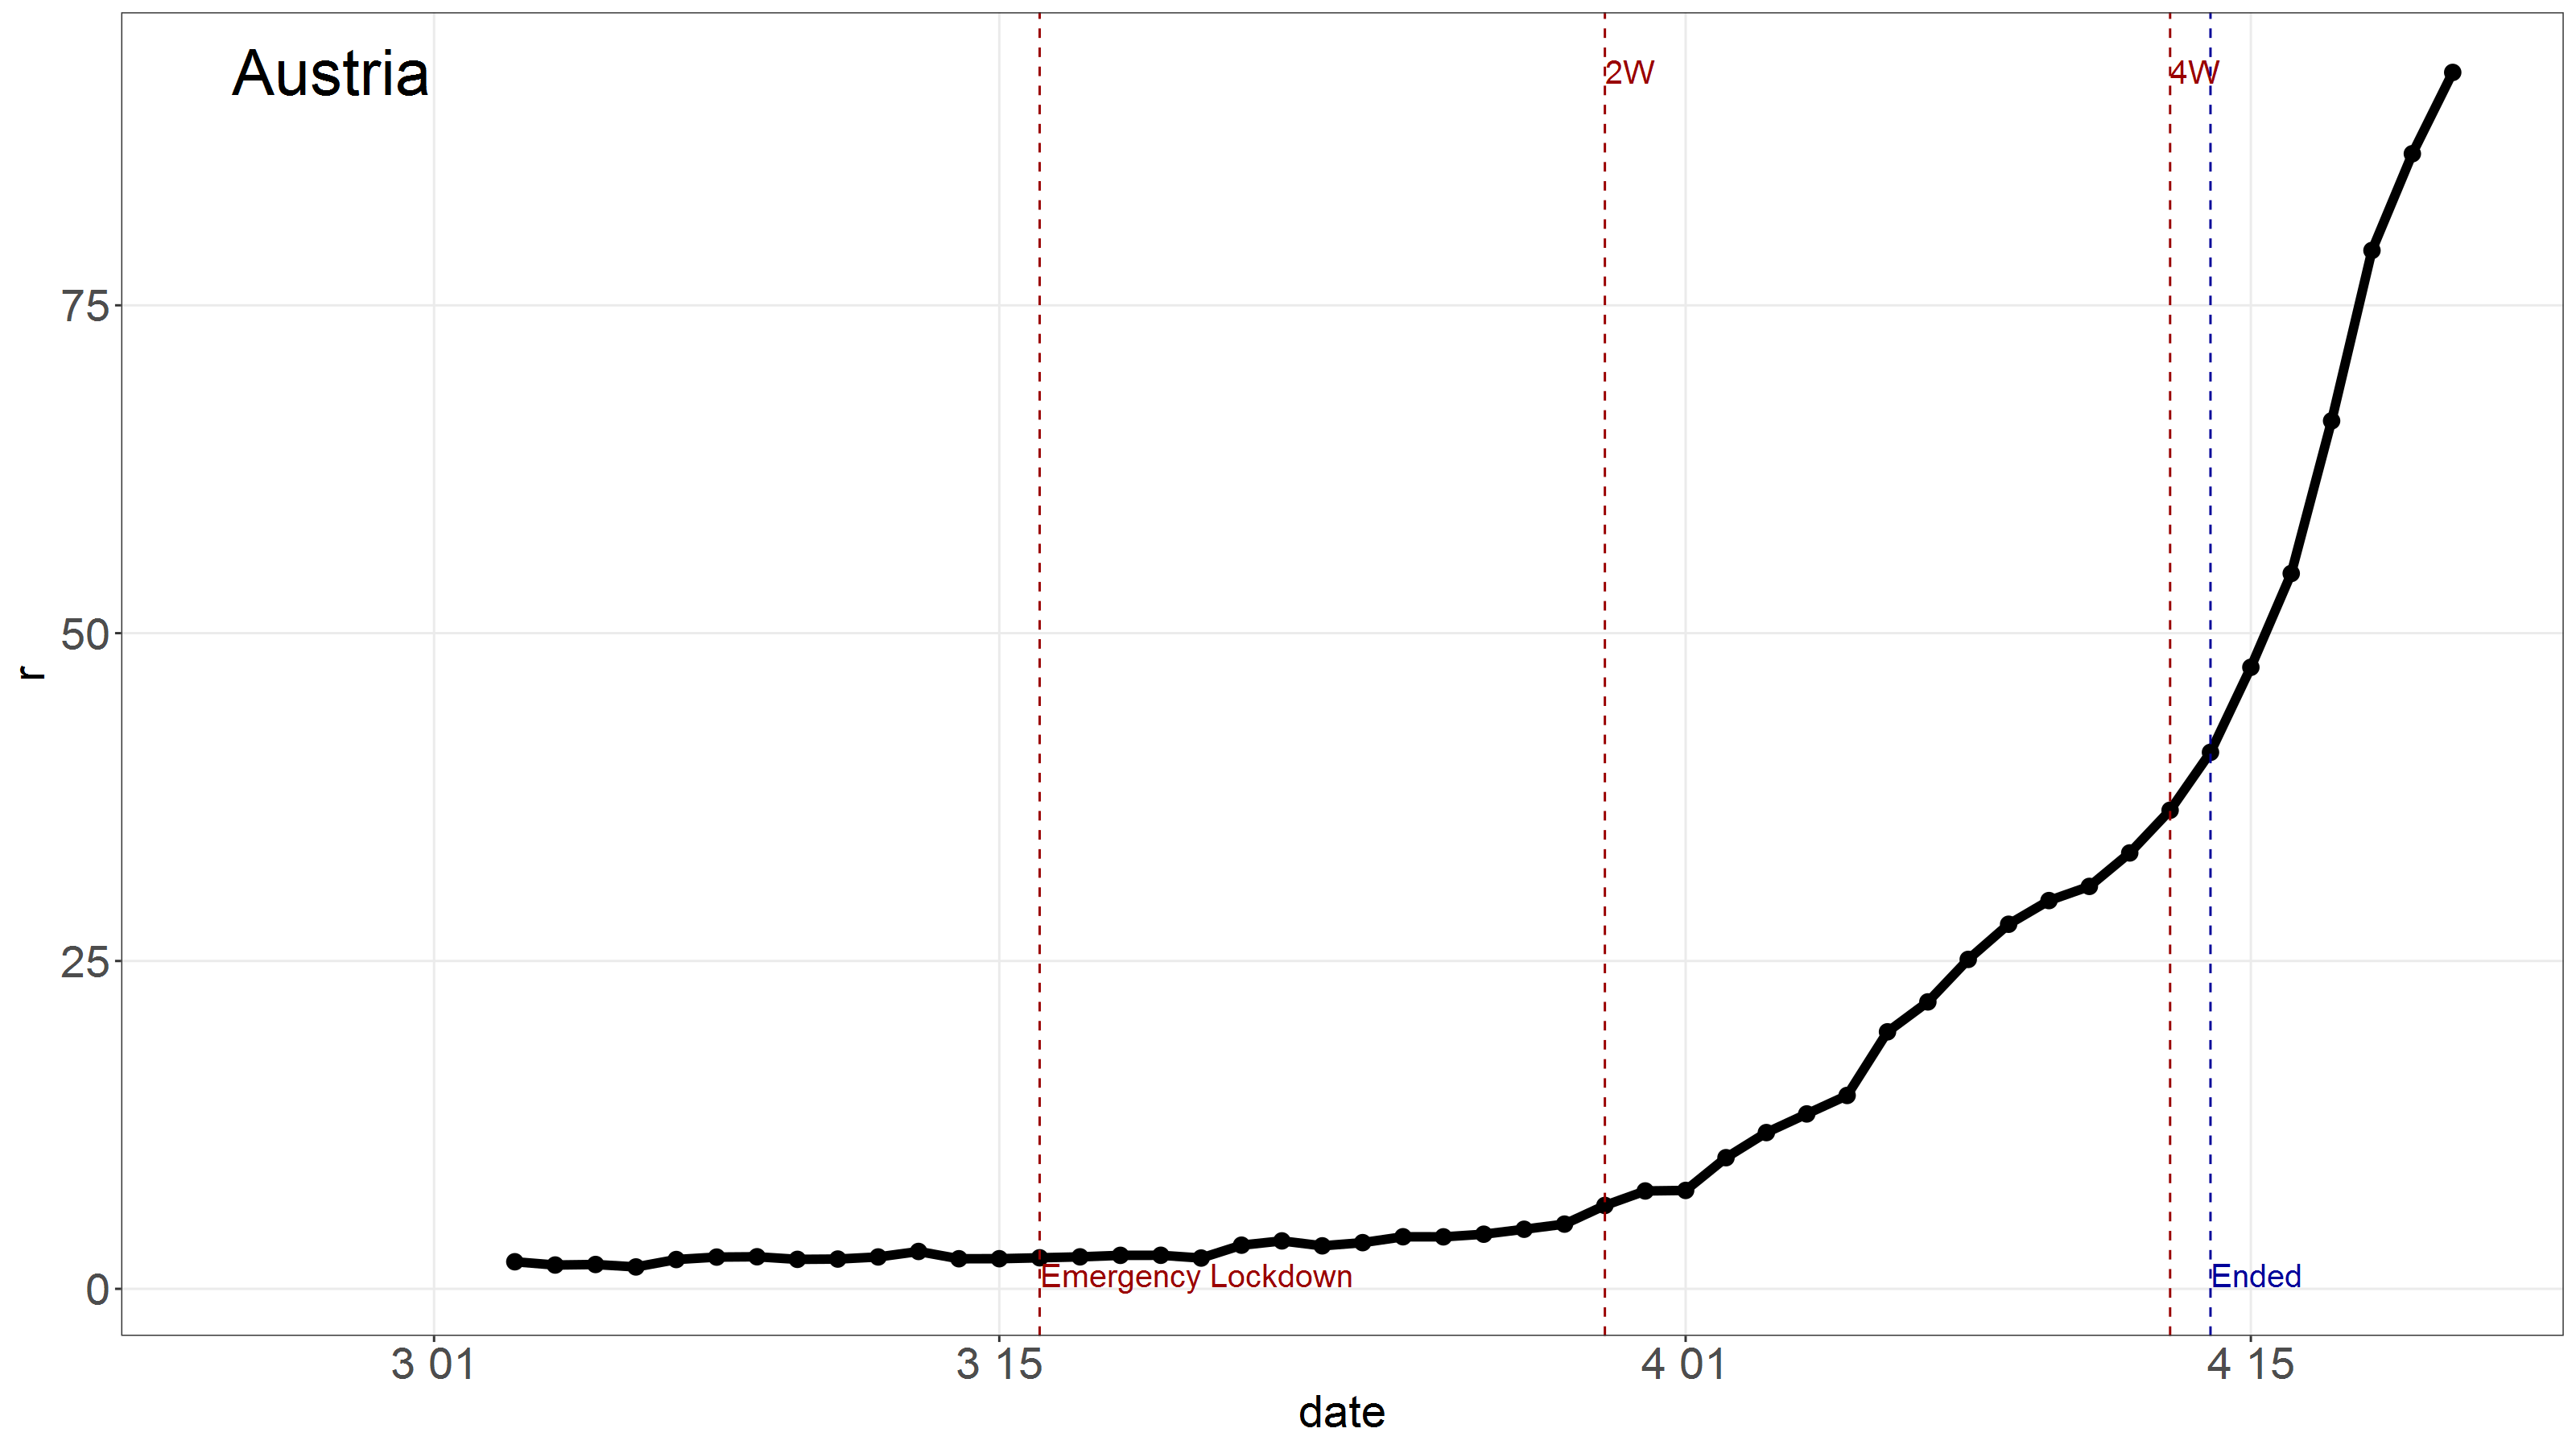 Austria
2W
4W
75
50
25
0
r
Emergency Lockdown
Ended
3 01
3 15
4 01
4 15
date